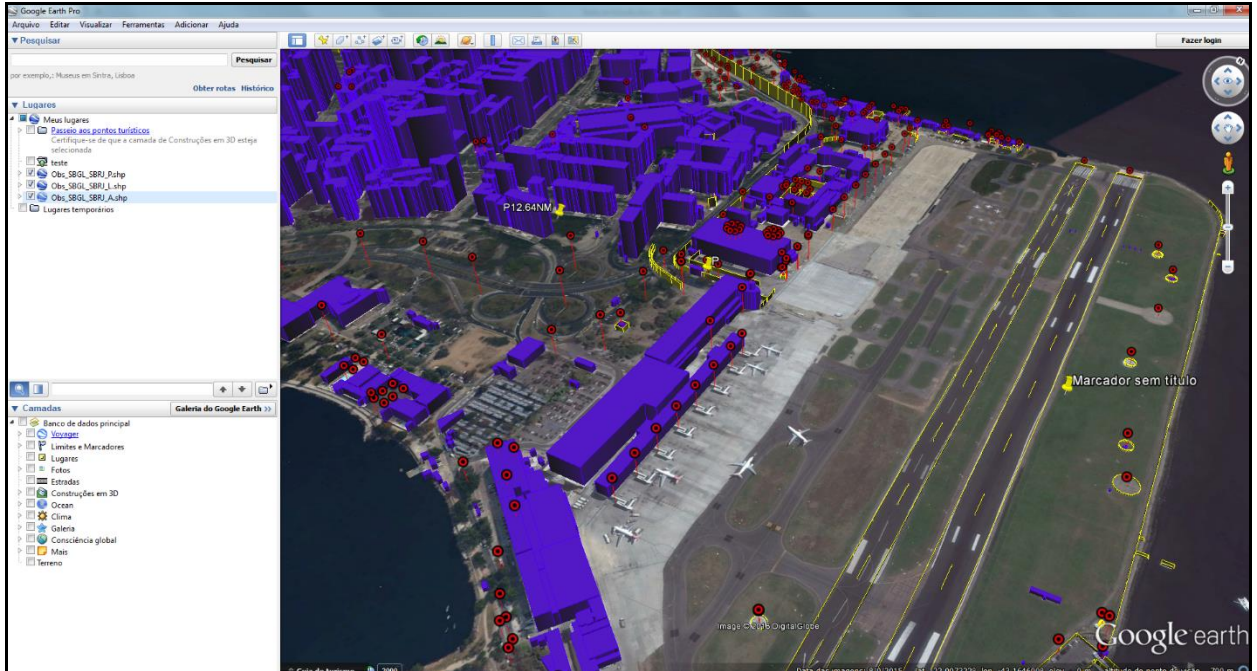 Google Earth Pro
Arquivo Editar Visualizar Ferramentas Adicionar Ajuda
Pesquisar
Fazer login
Pesquisar
por exemplo,: Museus em Sintra, Lisboa
Obter rotas Histórico
Lugares
Meus lugares
Passeio aos pontos turísticos
Certifique-se de que a camada de Construções em 3D esteja
selecionada
teste
Obs_SBGL_SBRJ_P.shp
Obs_SBGL_SBRJ_L.shp
Obs_SBGL_SBRJ_A.shp
Lugares temporários
P12.64NM
Marcador sem título
Camadas
Galeria do Google Earth >>
Banco de dados principal
Voyager
Limites e Marcadores
Lugares
Fotos
Estradas
Construções em 3D
Ocean
Clima
Galeria
Consciência global
Mais
Terreno
Google earth